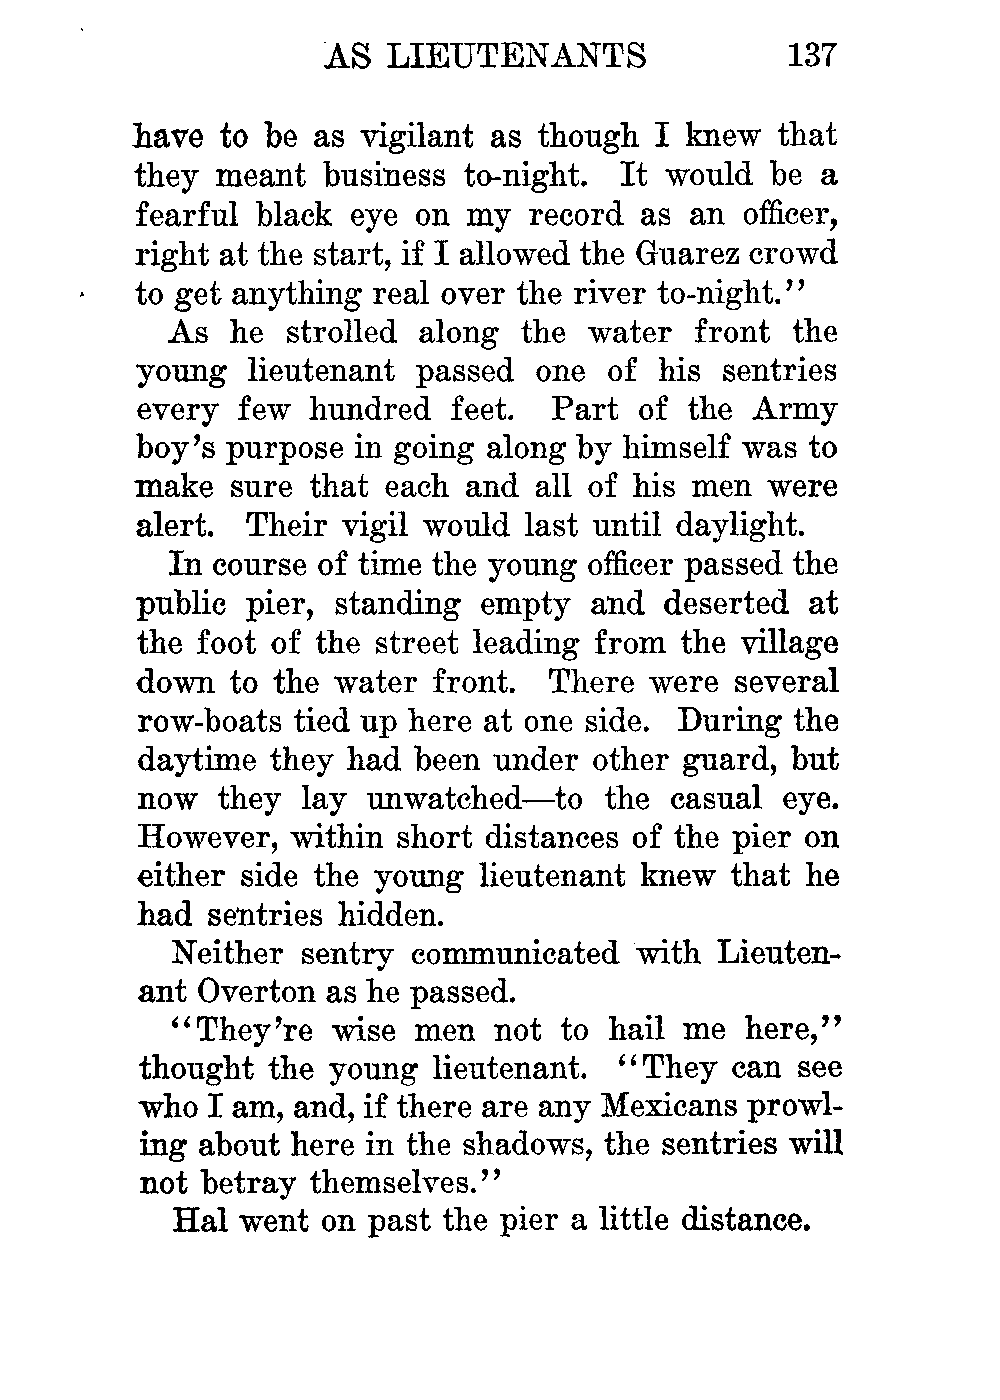 AS LIEUTENANTS 137
have to be as vigilant as though I knew that
they meant business to-night. It would be a
fearful black eye on my record as an officer,
right at the start, if I allowed the Guarez crowd
to get anything real over the river to-night.''
As he strolled along the water front the
young lieutenant passed one of his sentries
every few hundred feet. Part of the Army
boy's purpose in going along by himself was to
make sure that each and all of his men were
alert. Their vigil would last until daylight.
In course of time the young officer passed the
public pier, standing empty and deserted at
the foot of the street leading from the village
down to the water front. There were several
row-boats tied up here at one side. During the
daytime they had been under other guard, but
now they lay unwatched—to the casual eye.
However, within short distances of the pier on
either side the young lieutenant knew that he
had sentries hidden.
Neither sentry communicated with Lieuten-
ant Overton as he passed.
''They're wise men not to hail me here,''
thought the young lieutenant. ''They can see
who I am, and, if there are any Mexicans prowl-
ing about here in the shadows, the sentries will
not betray themselves.''
Hal went on past the pier a little distance.